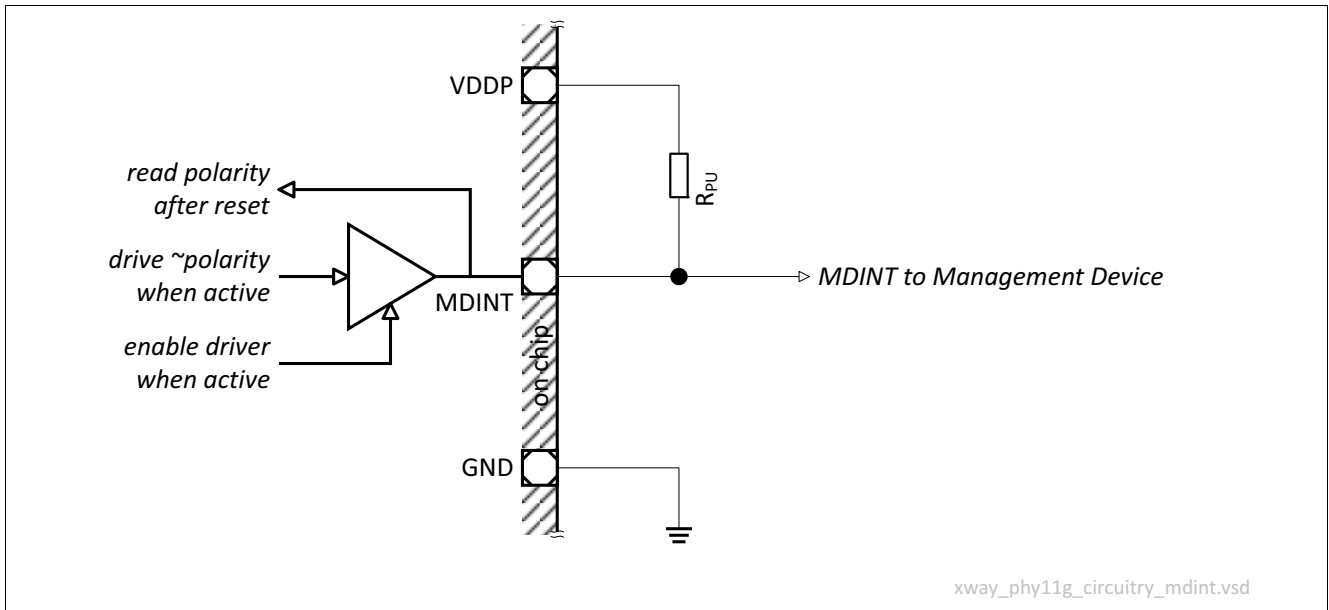 VDDP
read polarity
after reset
R_PU
drive ~polarity
when active
MDINT
MDINT to Management Device
enable driver
when active
on chip
GND
xway_phy11g_circuitry_mdint.vsd